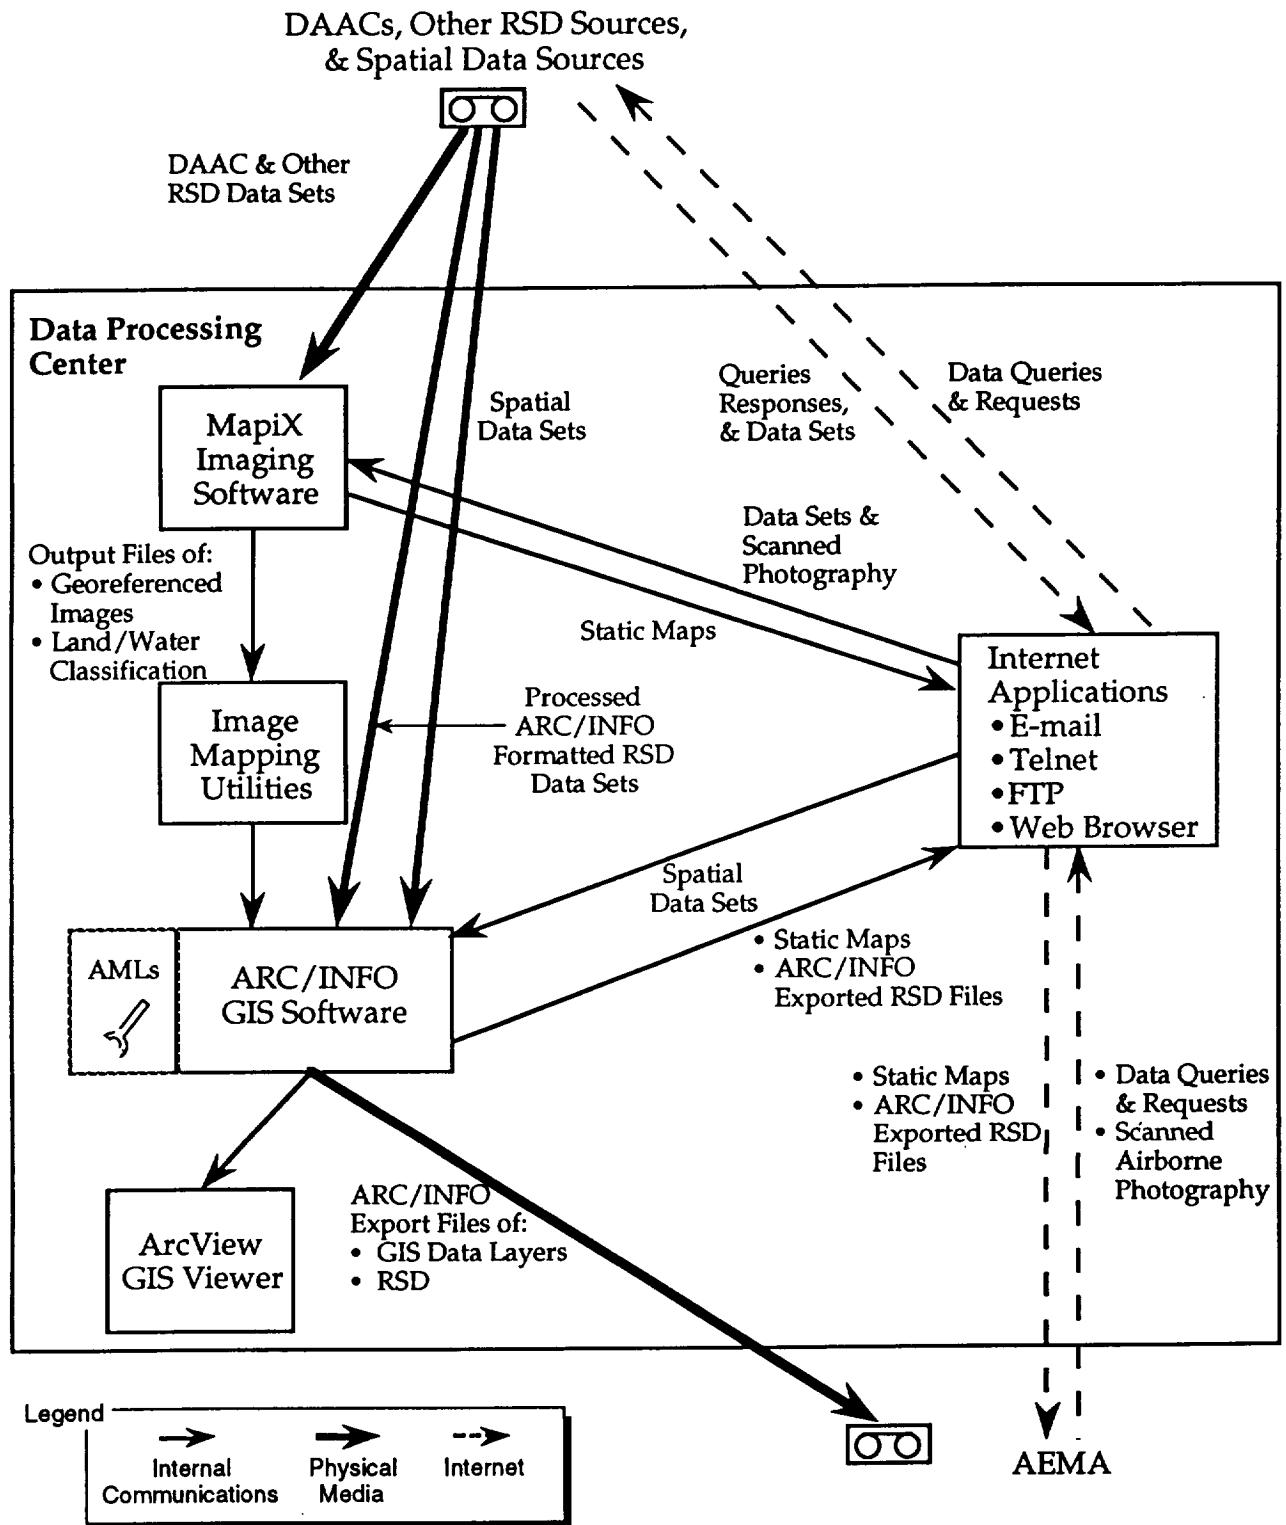 DAACs, Other RSD Sources,
& Spatial Data Sources
DAAC & Other
RSD Data Sets
Data Processing
Center
MapiX
Imaging
Software
Spatial
Data Sets
Queries
Responses,
& Data Sets
Data Queries
& Requests
Data Sets &
Scanned
Photography
Output Files of:
• Georeferenced
Images
• Land/Water
Classification
Static Maps
Image
Mapping
Utilities
Processed
ARC/INFO
Formatted RSD
Data Sets
Internet
Applications
• E-mail
• Telnet
• FTP
• Web Browser
Spatial
Data Sets
• Static Maps
• ARC/INFO
Exported RSD Files
AMLs
ARC/INFO
GIS Software
• Static Maps
• ARC/INFO
Exported RSD
Files
• Data Queries
& Requests
• Scanned
Airborne
Photography
ArcView
GIS Viewer
ARC/INFO
Export Files of:
• GIS Data Layers
• RSD
AEMA
Legend
Internal
Communications
Physical
Media
Internet